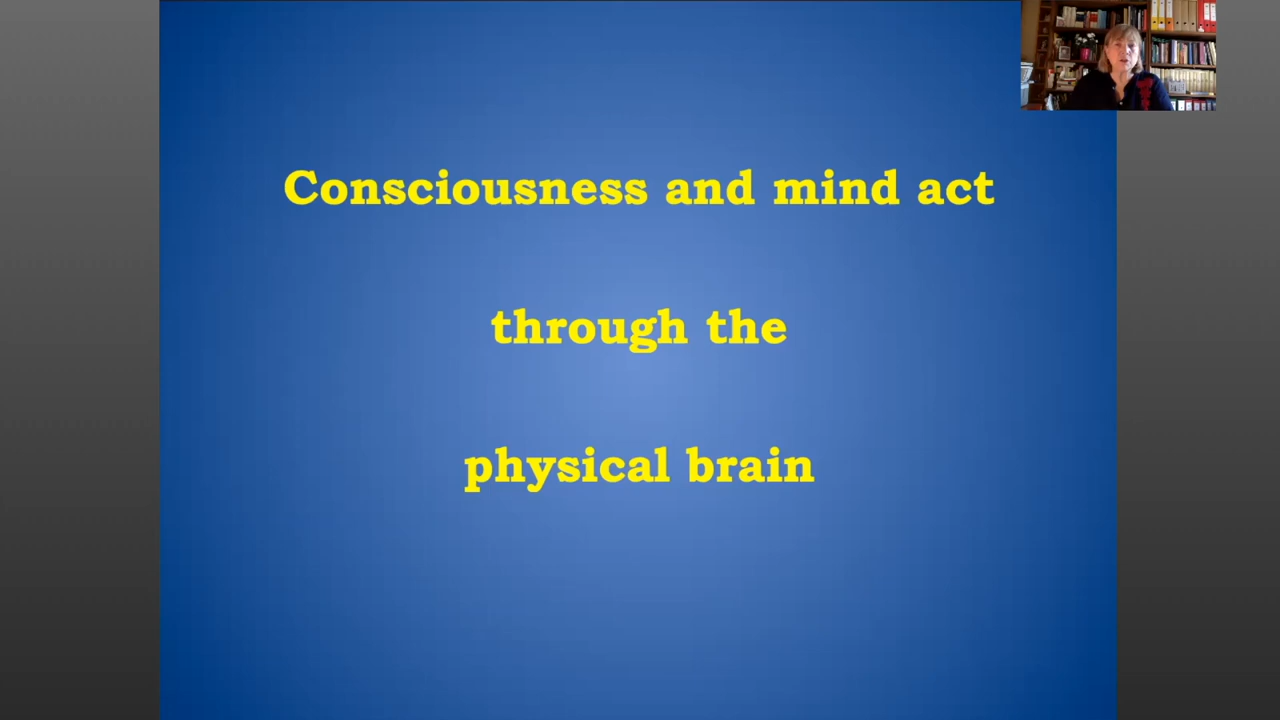 Consciousness and mind act
through the
physical brain